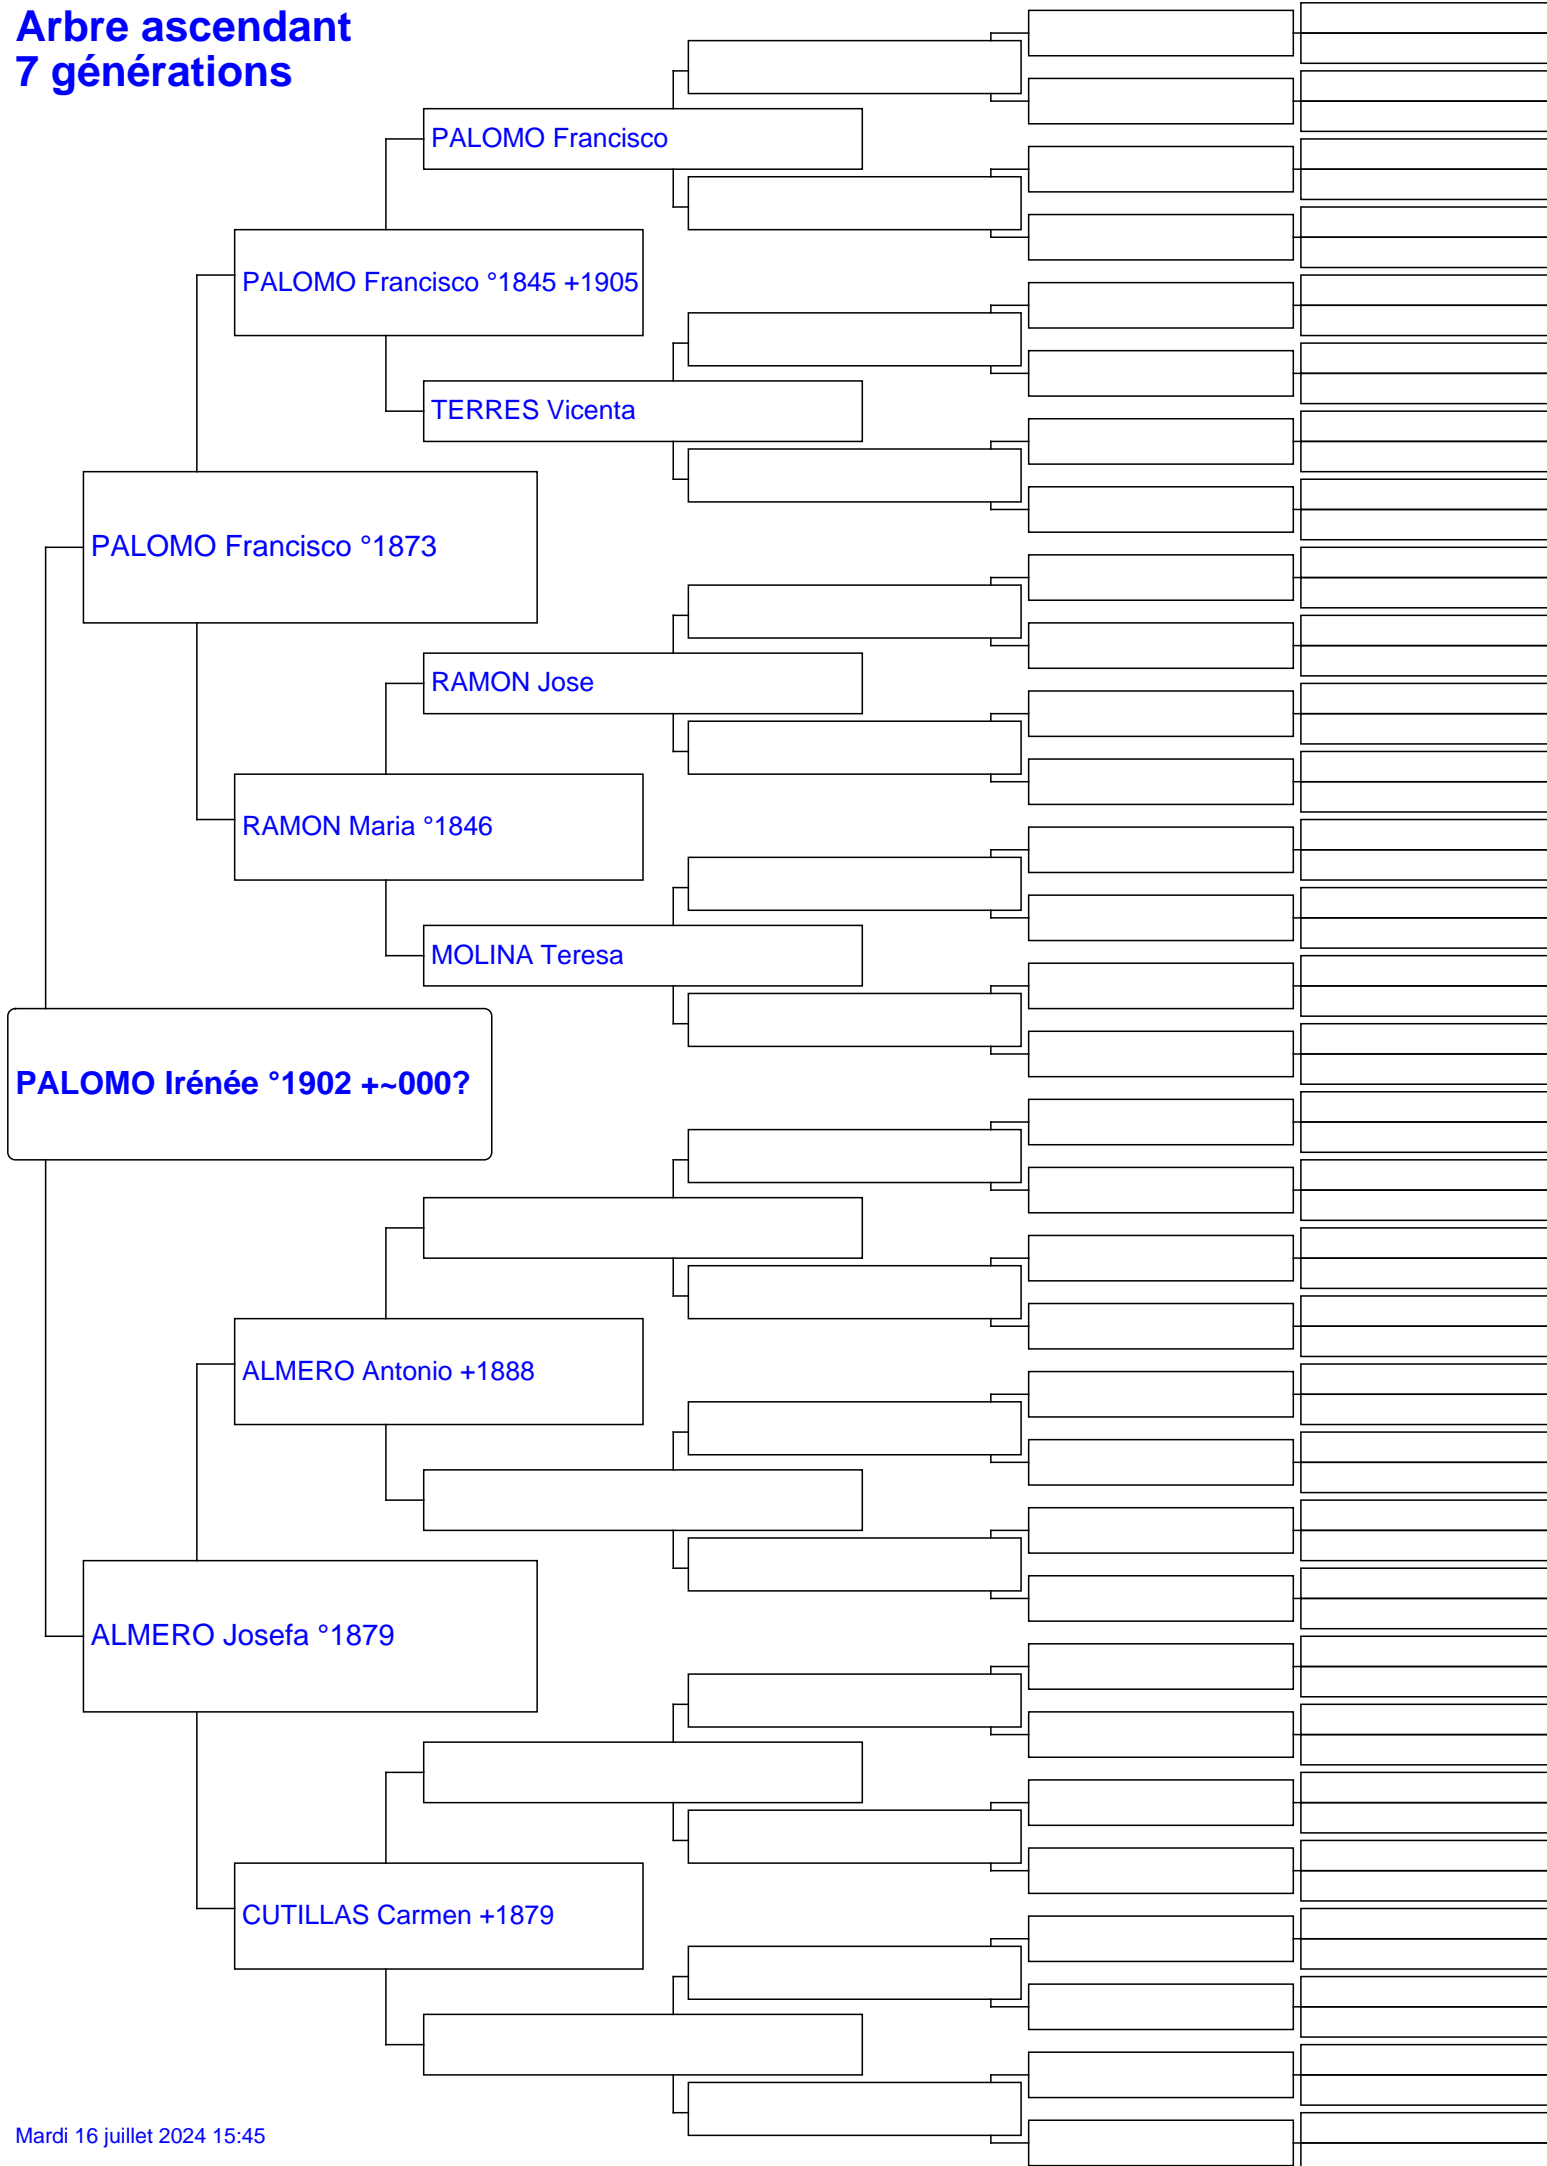 Arbre ascendant
7 générations
PALOMO Francisco
PALOMO Francisco °1845 +1905
TERRES Vicenta
PALOMO Francisco °1873
RAMON Jose
RAMON Maria °1846
MOLINA Teresa
PALOMO Irénée °1902 +~000?
ALMERO Antonio +1888
ALMERO Josefa °1879
CUTILLAS Carmen +1879
Mardi 16 juillet 2024 15:45